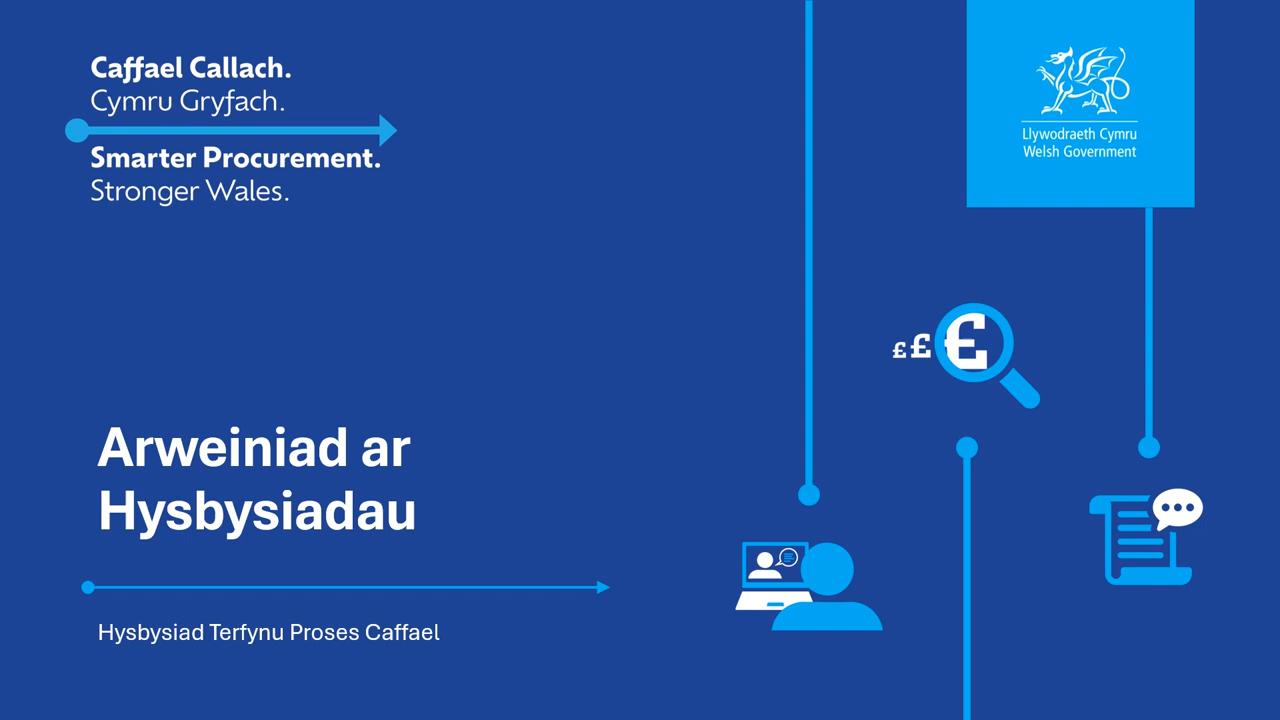 Caffael Callach.
Cymru Gryfach.
Smarter Procurement.
Stronger Wales.
Llywodraeth Cymru
Welsh Government
£ £ £
Arweiniad ar
Hysbysiadau
Hysbysiad Terfynu Proses Caffael